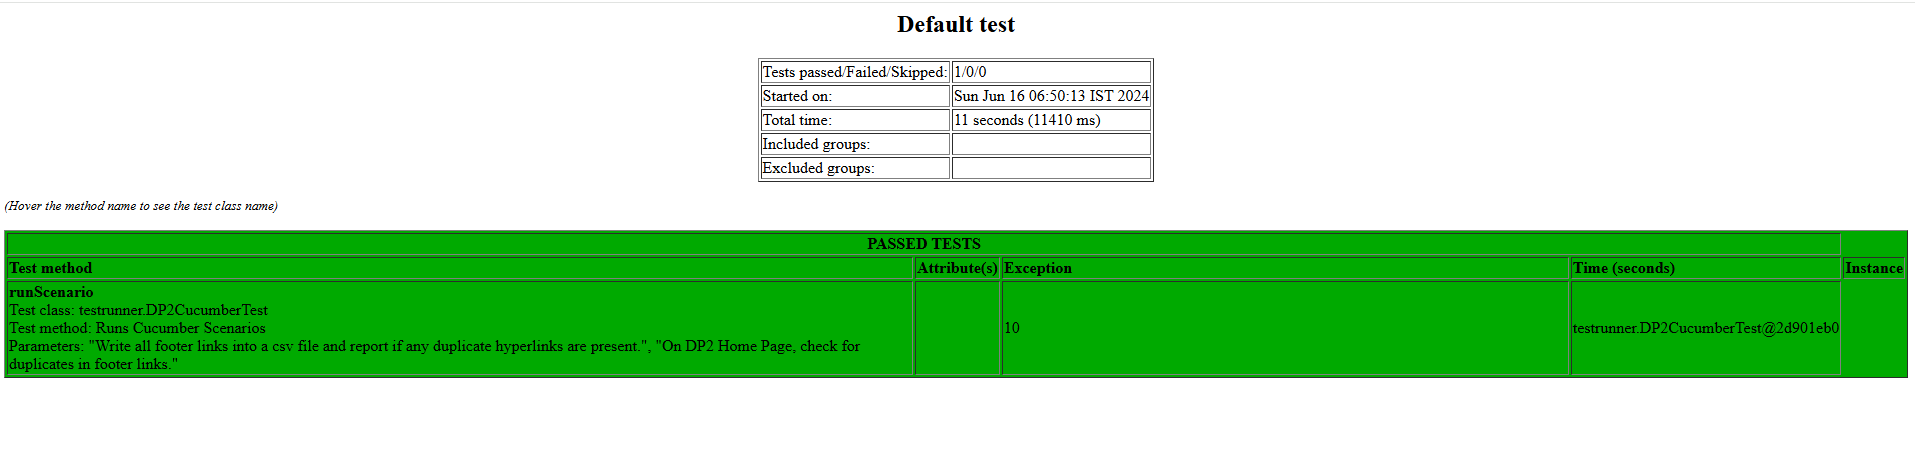 Default test
Tests passed/Failed/Skipped: 1/0/0
Started on: Sun Jun 16 06:50:13 IST 2024
Total time: 11 seconds (11410 ms)
Included groups:
Excluded groups:
(Hover the method name to see the test class name)
PASSED TESTS
Test method Attribute(s) Exception Time (seconds) Instance
runScenario
Test class: testrunner.DP2CucumberTest
Test method: Runs Cucumber Scenarios 10 testrunner.DP2CucumberTest@2d901eb0
Parameters: "Write all footer links into a csv file and report if any duplicate hyperlinks are present.", "On DP2 Home Page, check for
duplicates in footer links."